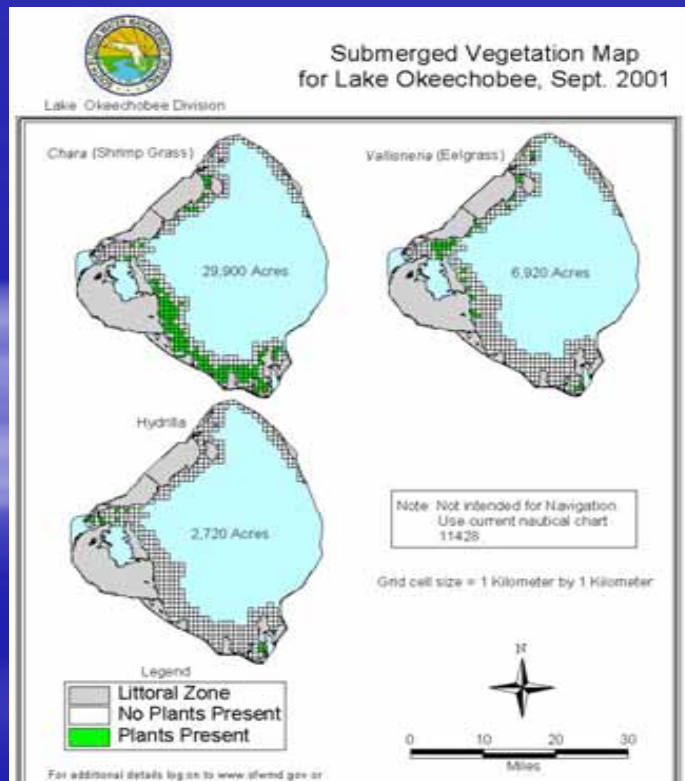 Submerged Vegetation Map
for Lake Okeechobee, Sept. 2001
Lake Okeechobee Division
Chara (Shrimp Grass)
Vallisneria (Eelgrass)
29,900 Acres
6,920 Acres
Hydrilla
2,720 Acres
Note: Not intended for Navigation
Use current nautical chart
11428
Grid cell size = 1 Kilometer by 1 Kilometer
Legend
Littoral Zone
No Plants Present
Plants Present
N
0 10 20 30
Miles
For additional details log on to www.sfwmd.gov or